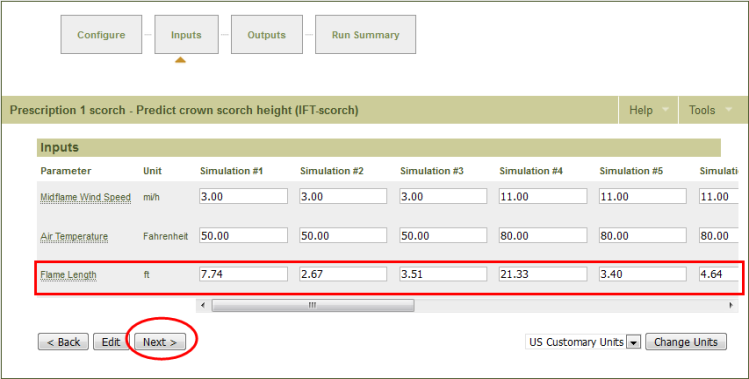 Configure Inputs Outputs Run Summary
Prescription 1 scorch - Predict crown scorch height (IFT-scorch) Help Tools
Inputs
Parameter Unit Simulation #1 Simulation #2 Simulation #3 Simulation #4 Simulation #5 Simulati
Midflame Wind Speed mi/h 3.00 3.00 3.00 11.00 11.00 11.00
Air Temperature Fahrenheit 50.00 50.00 50.00 80.00 80.00 80.00
Flame Length ft 7.74 2.67 3.51 21.33 3.40 4.64
< Back Edit Next > US Customary Units Change Units